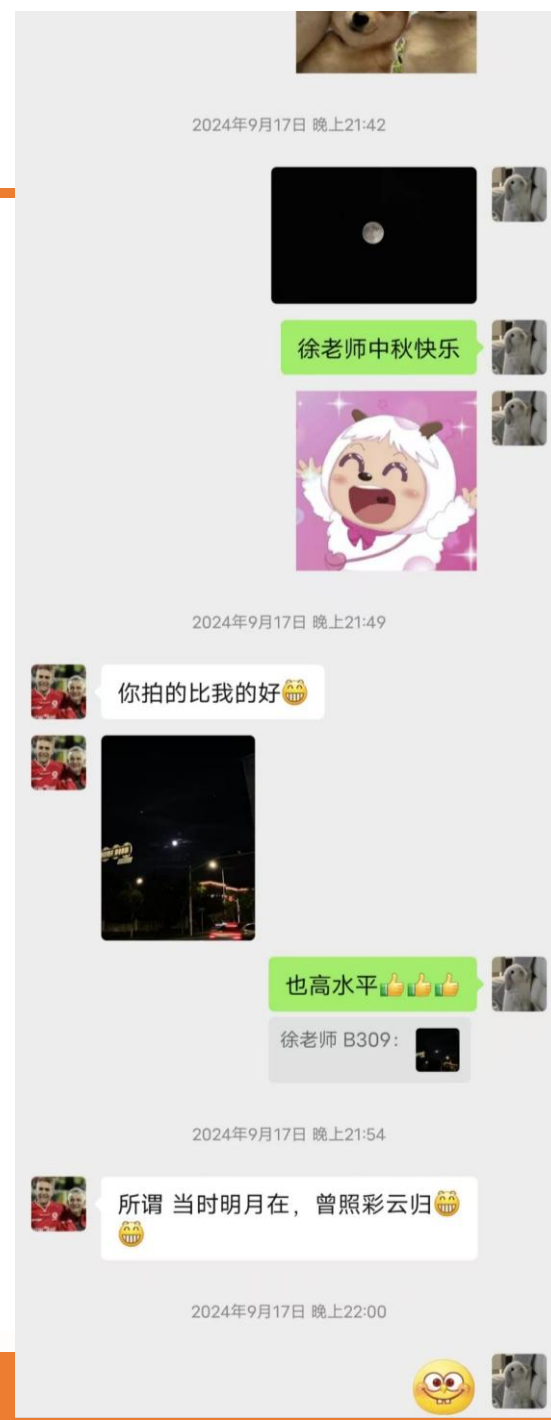 2024年9月17日 晚上21:42
徐老师中秋快乐
2024年9月17日 晚上21:49
你拍的比我的好😁
也高水平👍👍👍
徐老师 B309:
2024年9月17日 晚上21:54
所谓 当时明月在，曾照彩云归😁
😁
2024年9月17日 晚上22:00